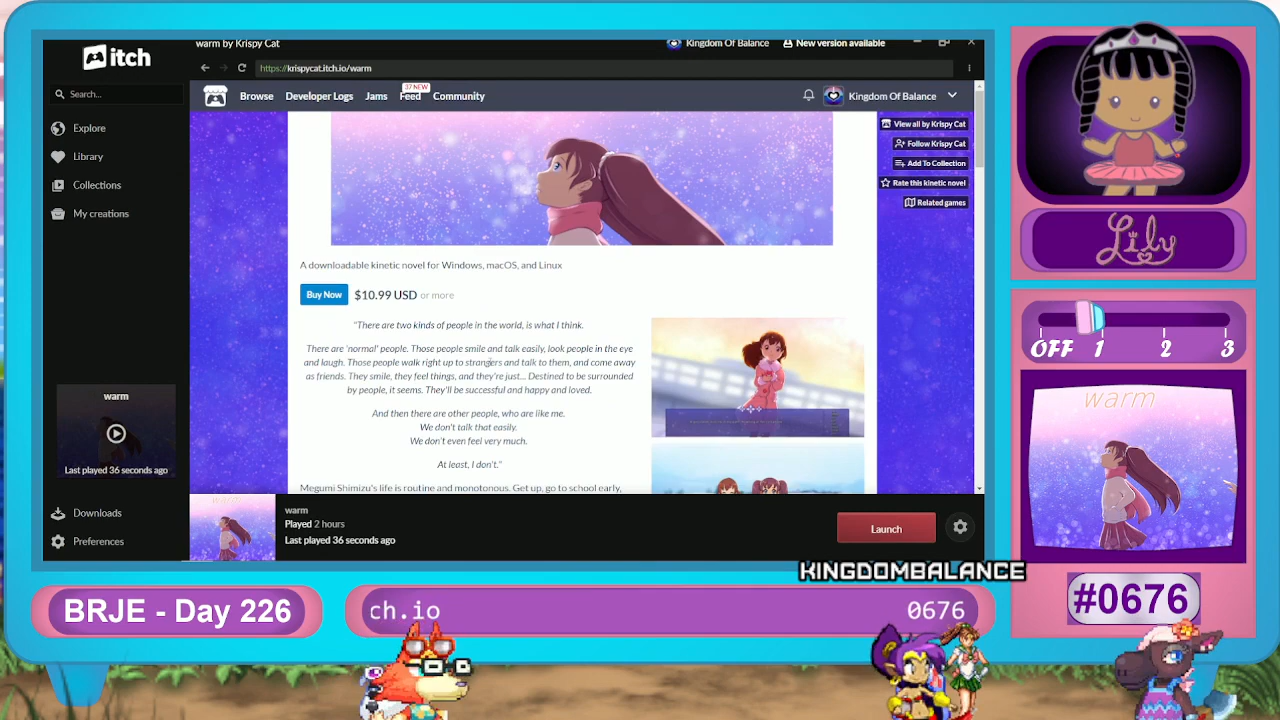 itch
warm by Krispy Cat
Kingdom Of Balance
New version available
https://krispycat.itch.io/warm
Search...
Explore
Library
Collections
My creations
Browse
Developer Logs
Jams
37 NEW
Feed
Community
Kingdom Of Balance
View all by Krispy Cat
Follow Krispy Cat
Add To Collection
Rate this kinetic novel
Related games
A downloadable kinetic novel for Windows, macOS, and Linux
Buy Now $10.99 USD or more
"There are two kinds of people in the world, is what I think.
There are 'normal' people. Those people smile and talk easily, look people in the eye
and laugh. Those people walk right up to strangers and talk to them, and come away
as friends. They smile, they feel things, and they're just... Destined to be surrounded
by people, it seems. They'll be successful and happy and loved.
And then there are other people, who are like me.
We don't talk that easily.
We don't even feel very much.
At least, I don't."
Megumi Shimizu's life is routine and monotonous. Get up, go to school early,
warm
Last played 36 seconds ago
Downloads
Preferences
warm
Played 2 hours
Last played 36 seconds ago
Launch
Lily
OFF 1 2 3
warm
KINGDOMBALANCE
#0676
BRJE - Day 226
ch.io
0676